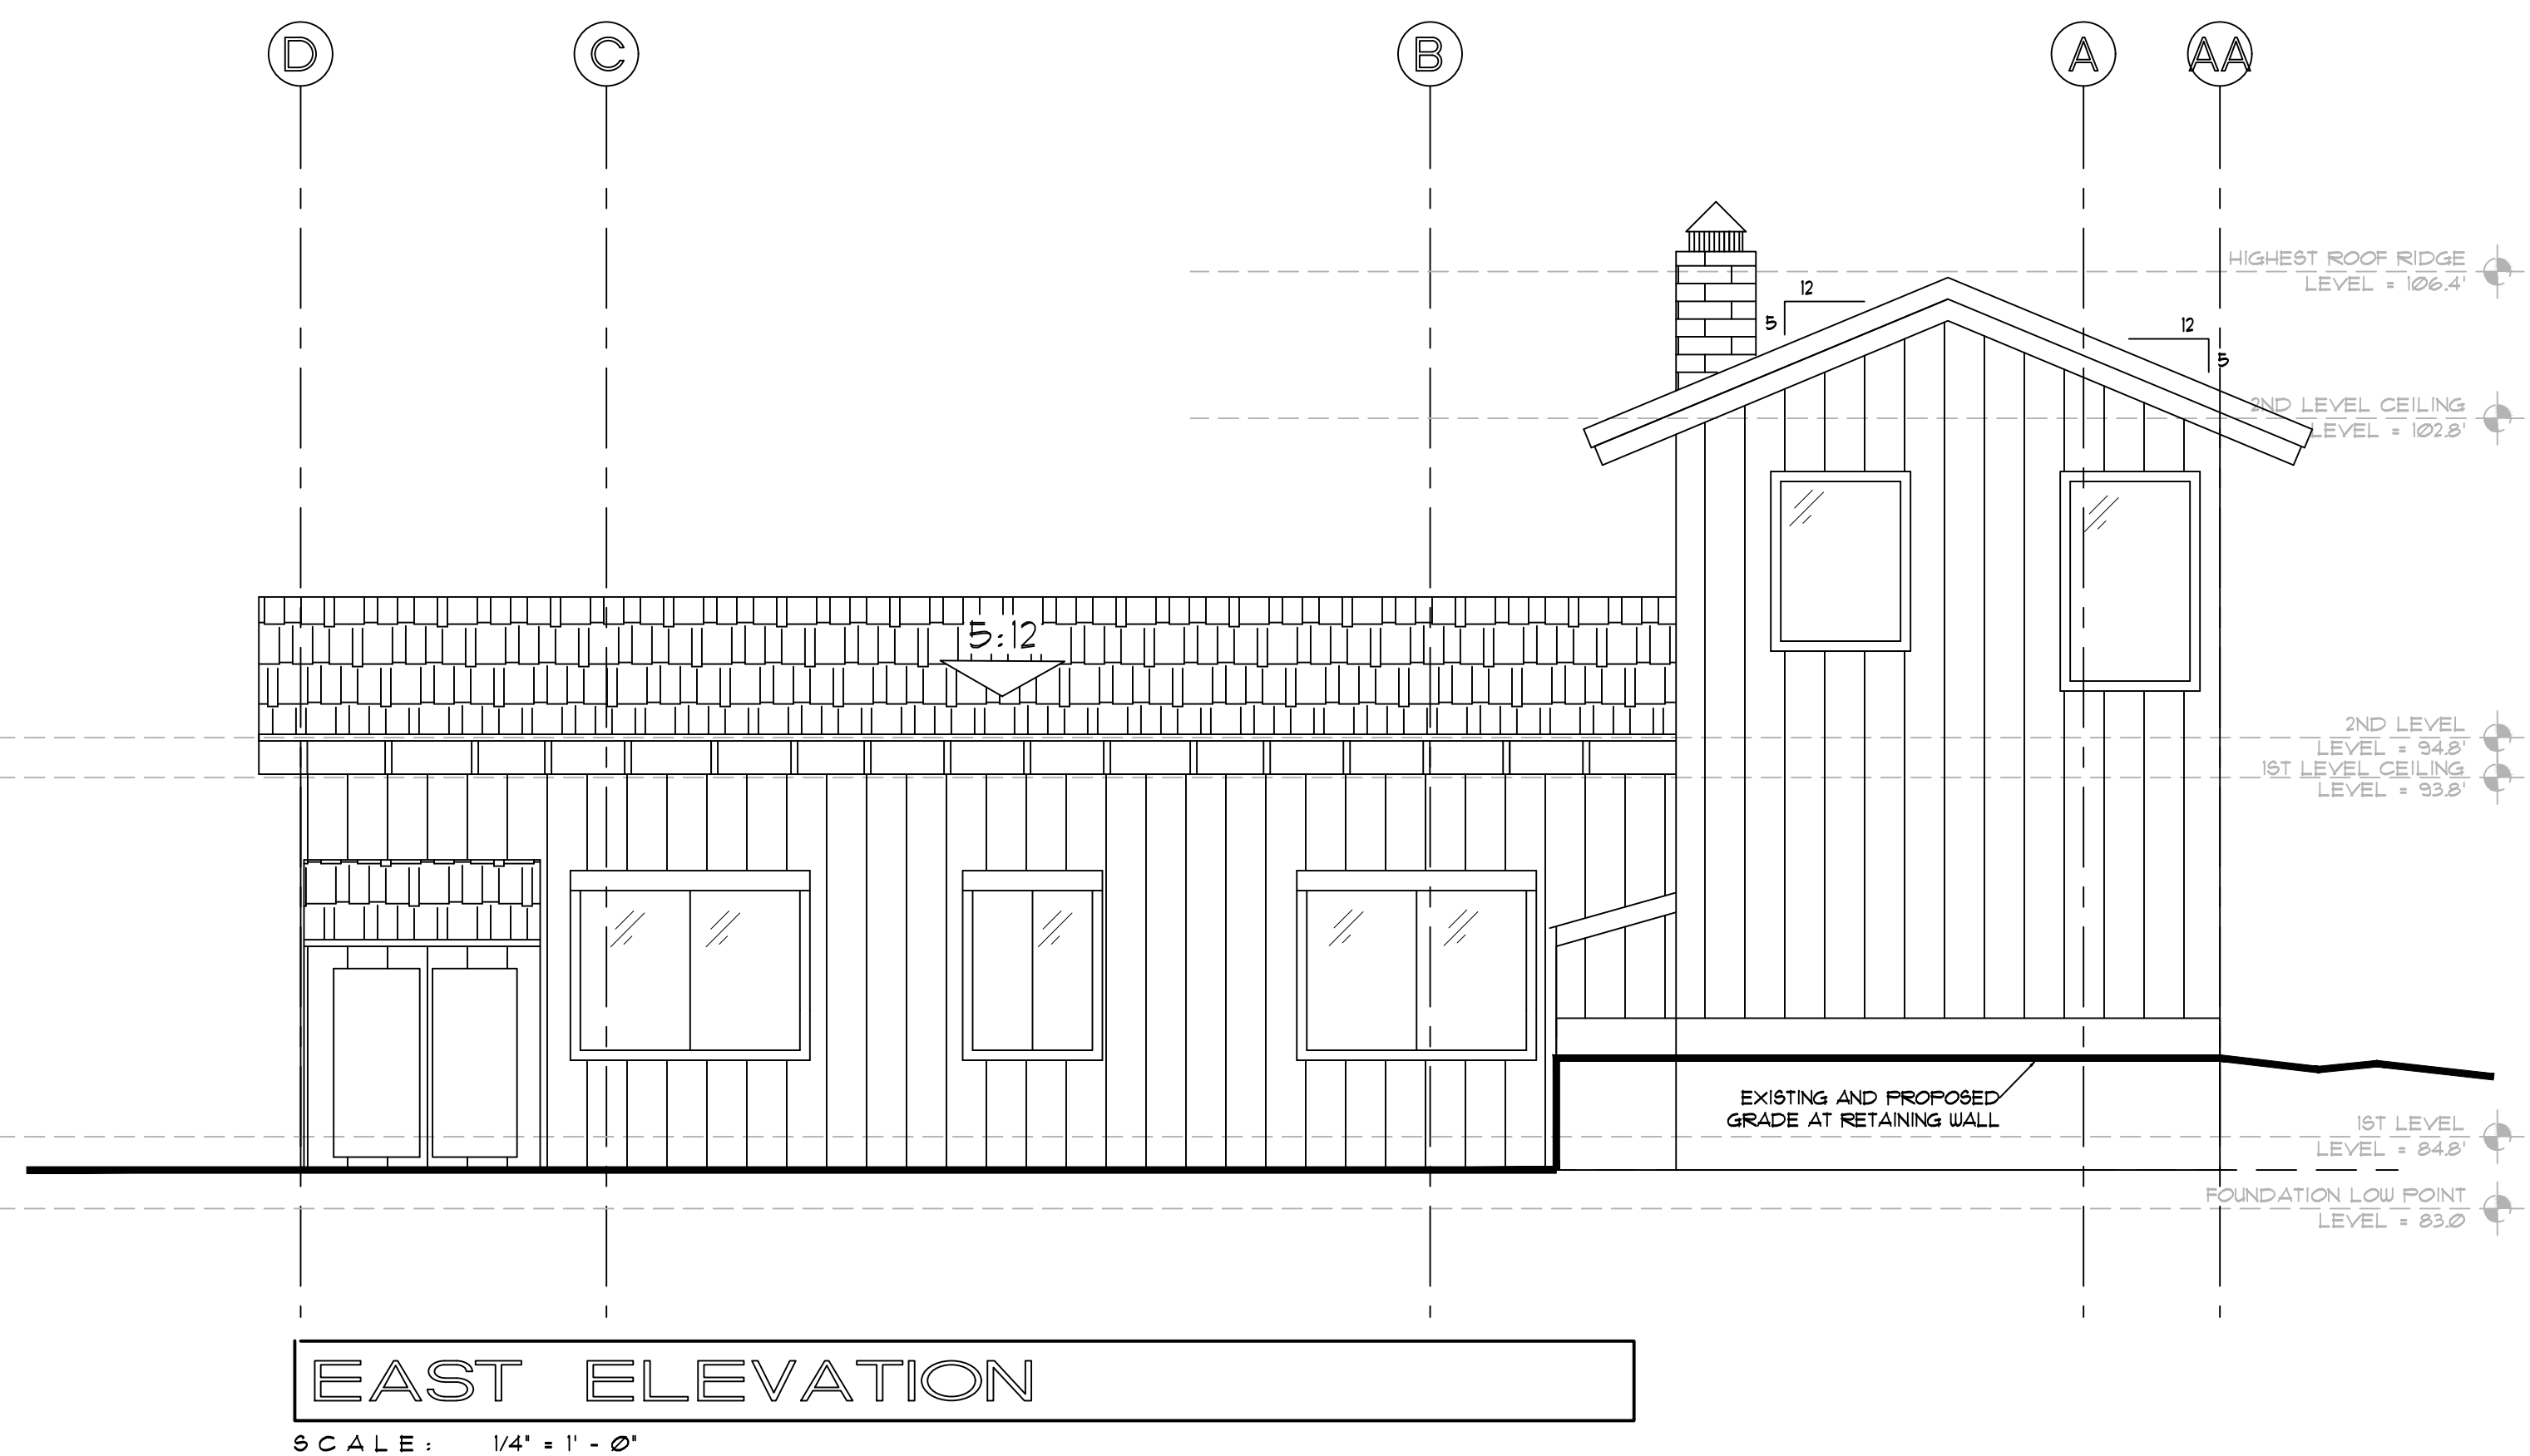 D C B A AA
HIGHEST ROOF RIDGE
LEVEL = 106.4'
12
5
12
5
2ND LEVEL CEILING
LEVEL = 102.8'
5:12
2ND LEVEL
LEVEL = 94.8'
1ST LEVEL CEILING
LEVEL = 93.8'
EXISTING AND PROPOSED
GRADE AT RETAINING WALL
1ST LEVEL
LEVEL = 84.8'
FOUNDATION LOW POINT
LEVEL = 83.0
EAST ELEVATION
SCALE: 1/4" = 1' - 0"